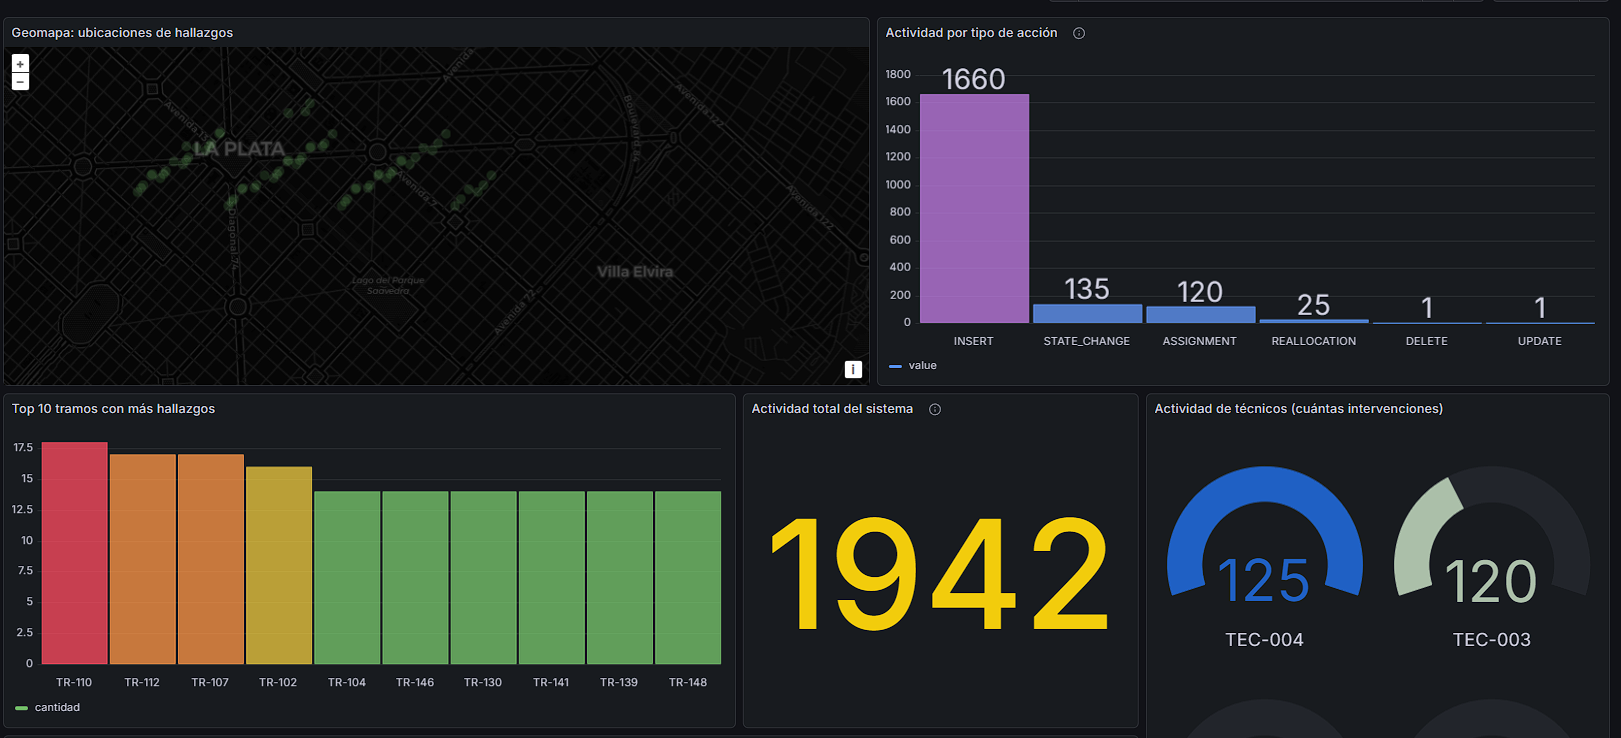 Geomapa: ubicaciones de hallazgos
+
−
Avenida
Avenida 13
LA PLATA
Avenida 7
Diagonal 74
Boulevard 84
Avenida 122
Avenida 122
Lago del Parque
Saavedra
Villa Elvira
Avenida 72
i
Actividad por tipo de acción
1800
1600
1400
1200
1000
800
600
400
200
0
1660
135
120
25
1
1
INSERT
STATE_CHANGE
ASSIGNMENT
REALLOCATION
DELETE
UPDATE
value
Top 10 tramos con más hallazgos
17.5
15
12.5
10
7.5
5
2.5
0
TR-110
TR-112
TR-107
TR-102
TR-104
TR-146
TR-130
TR-141
TR-139
TR-148
cantidad
Actividad total del sistema
1942
Actividad de técnicos (cuántas intervenciones)
125
TEC-004
120
TEC-003